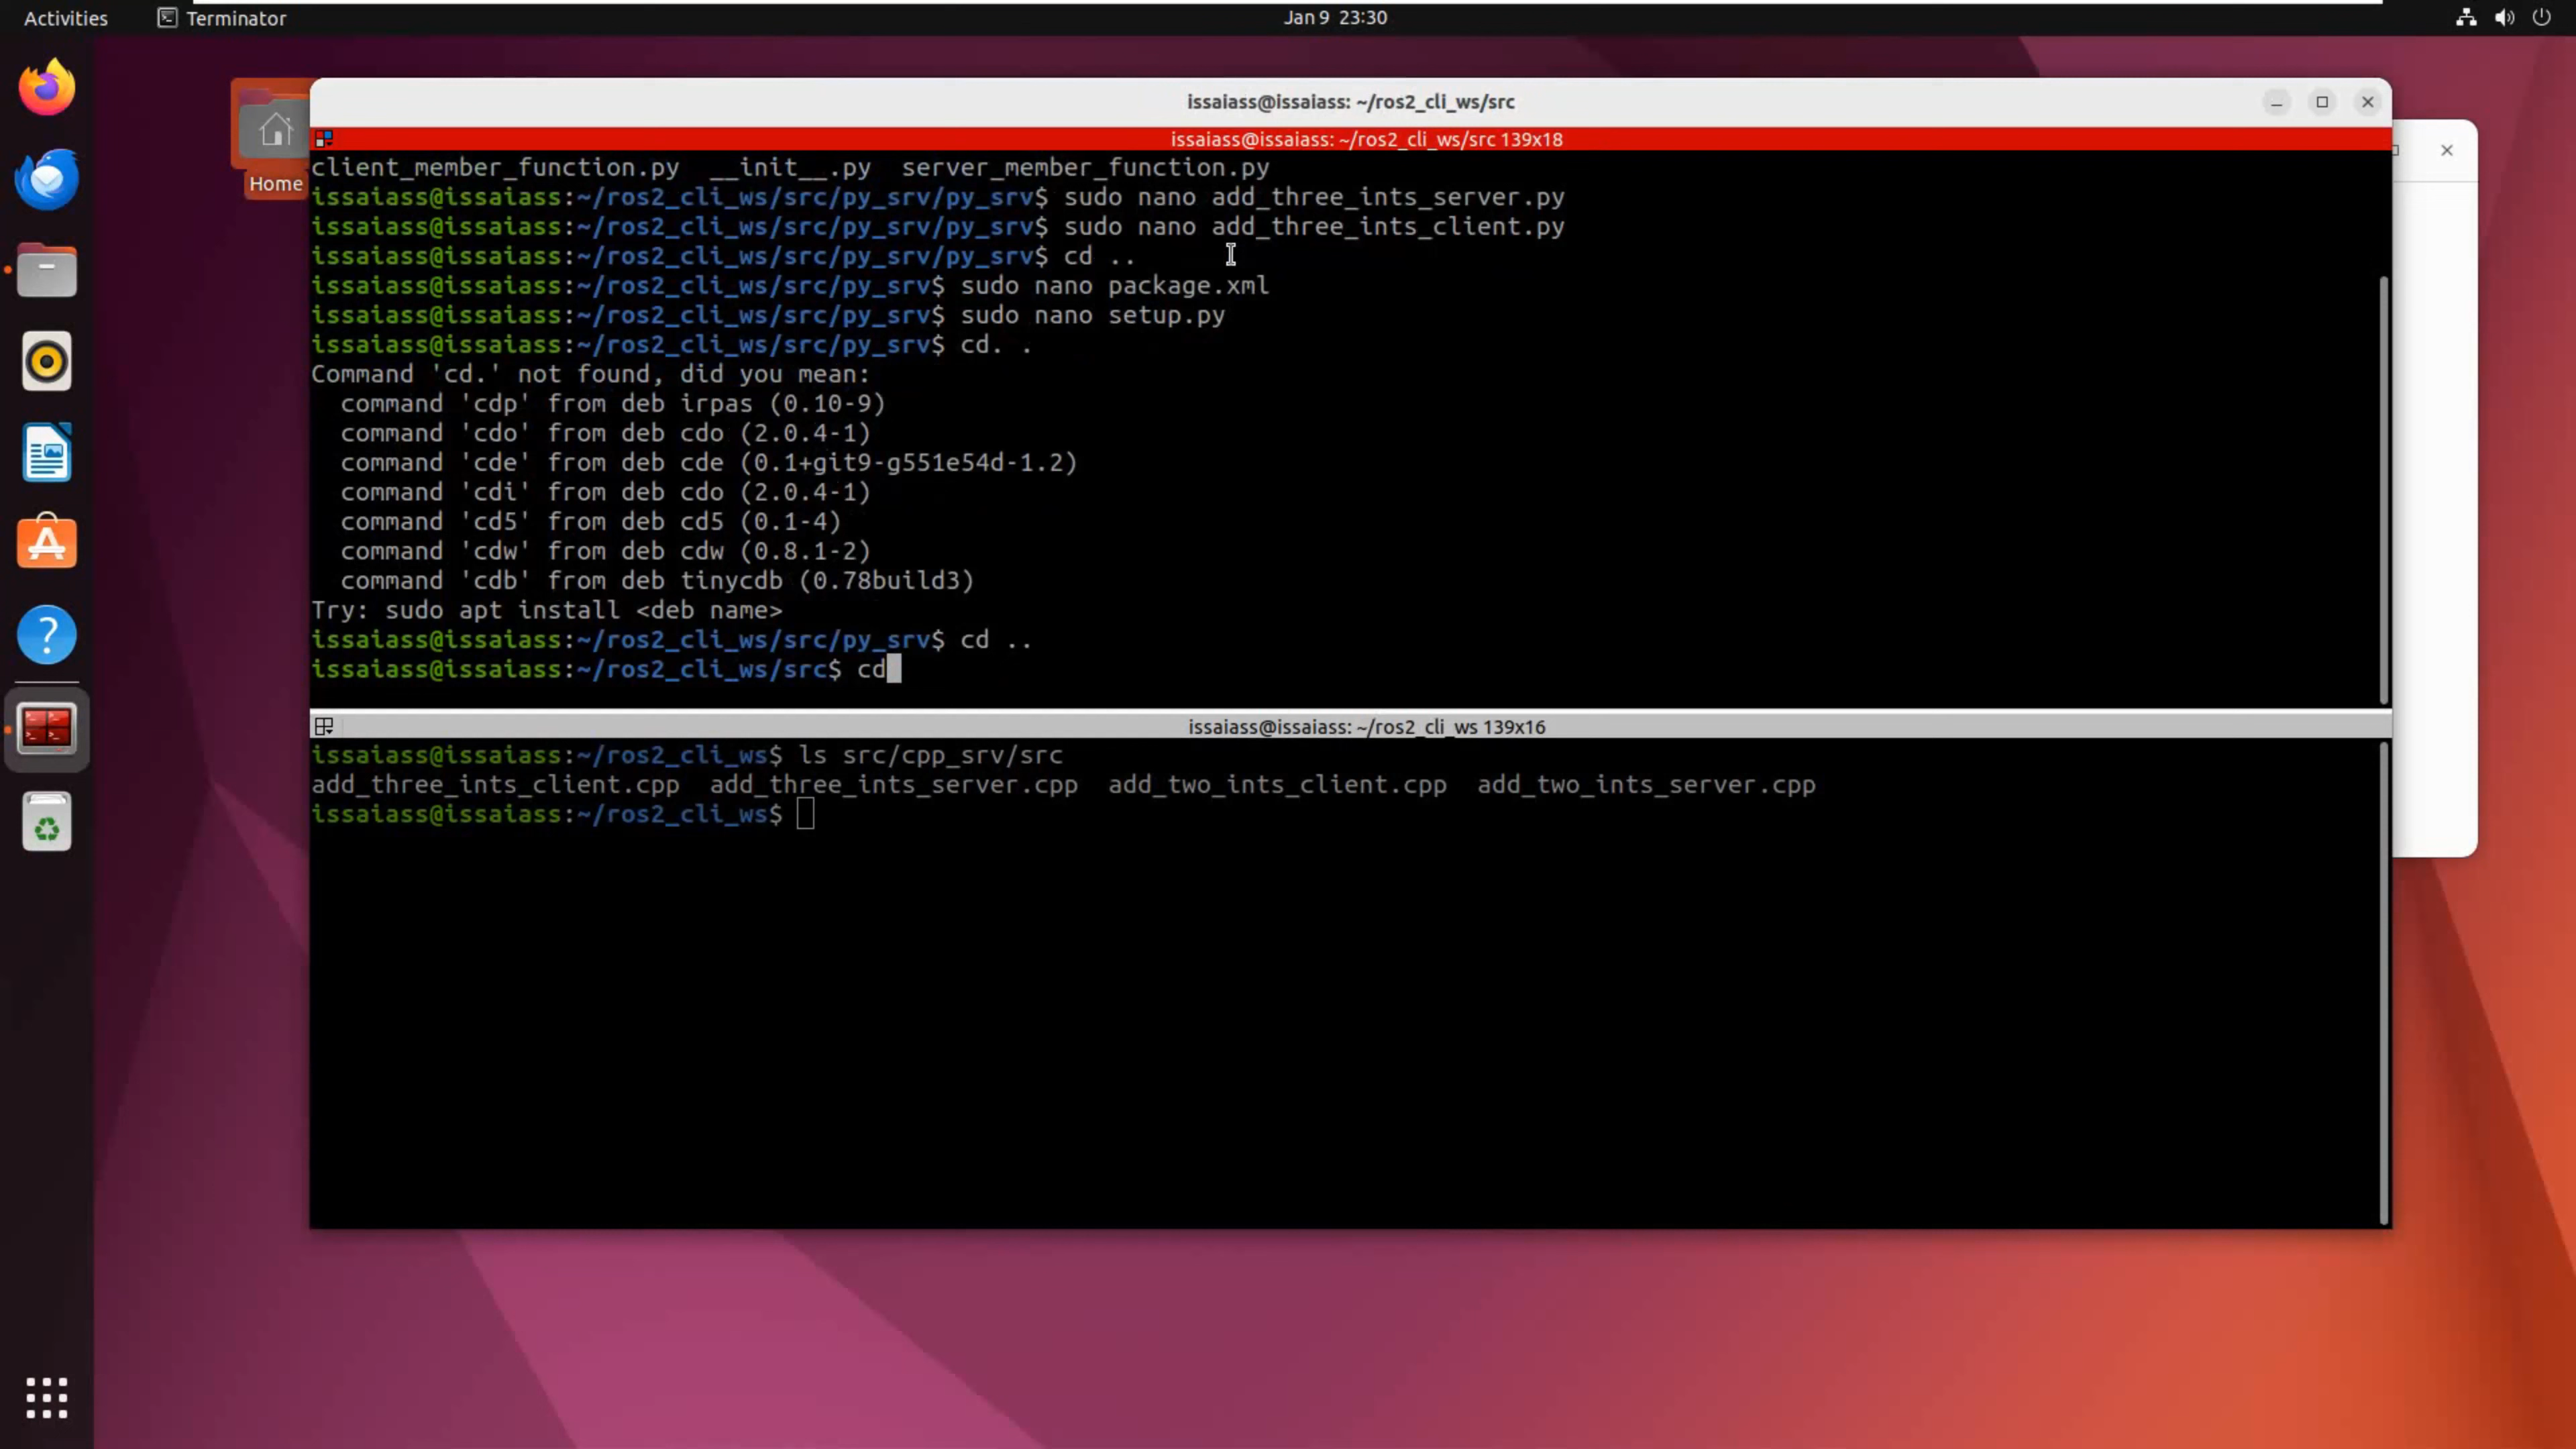 Activities
Terminator
Jan 9 23:30
Home
issaiass@issaiass: ~/ros2_cli_ws/src
issaiass@issaiass: ~/ros2_cli_ws/src 139x18
client_member_function.py  __init__.py  server_member_function.py
issaiass@issaiass:~/ros2_cli_ws/src/py_srv/py_srv$ sudo nano add_three_ints_server.py
issaiass@issaiass:~/ros2_cli_ws/src/py_srv/py_srv$ sudo nano add_three_ints_client.py
issaiass@issaiass:~/ros2_cli_ws/src/py_srv/py_srv$ cd ..
issaiass@issaiass:~/ros2_cli_ws/src/py_srv$ sudo nano package.xml
issaiass@issaiass:~/ros2_cli_ws/src/py_srv$ sudo nano setup.py
issaiass@issaiass:~/ros2_cli_ws/src/py_srv$ cd. .
Command 'cd.' not found, did you mean:
  command 'cdp' from deb irpas (0.10-9)
  command 'cdo' from deb cdo (2.0.4-1)
  command 'cde' from deb cde (0.1+git9-g551e54d-1.2)
  command 'cdi' from deb cdo (2.0.4-1)
  command 'cd5' from deb cd5 (0.1-4)
  command 'cdw' from deb cdw (0.8.1-2)
  command 'cdb' from deb tinycdb (0.78build3)
Try: sudo apt install <deb name>
issaiass@issaiass:~/ros2_cli_ws/src/py_srv$ cd ..
issaiass@issaiass:~/ros2_cli_ws/src$ cd
issaiass@issaiass: ~/ros2_cli_ws 139x16
issaiass@issaiass:~/ros2_cli_ws$ ls src/cpp_srv/src
add_three_ints_client.cpp  add_three_ints_server.cpp  add_two_ints_client.cpp  add_two_ints_server.cpp
issaiass@issaiass:~/ros2_cli_ws$